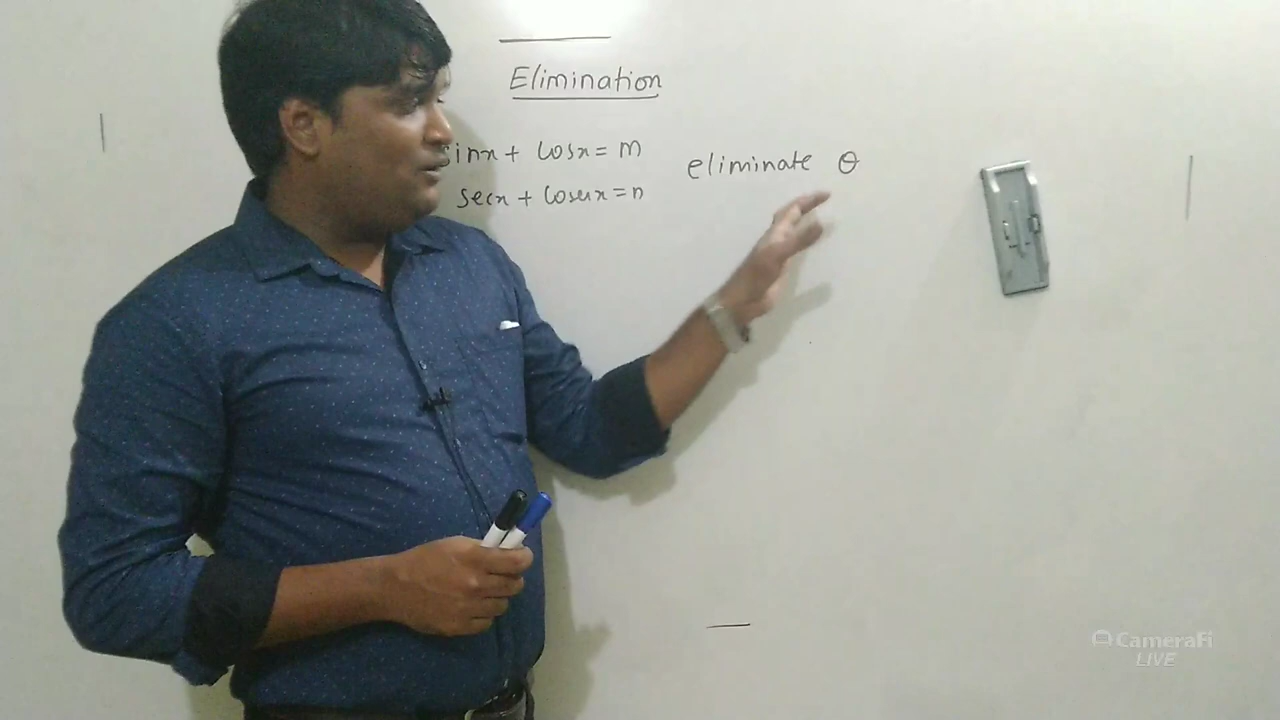 Elimination
sinx + cosx = m
secx + cosecx = n
eliminate θ
CameraFi
LIVE